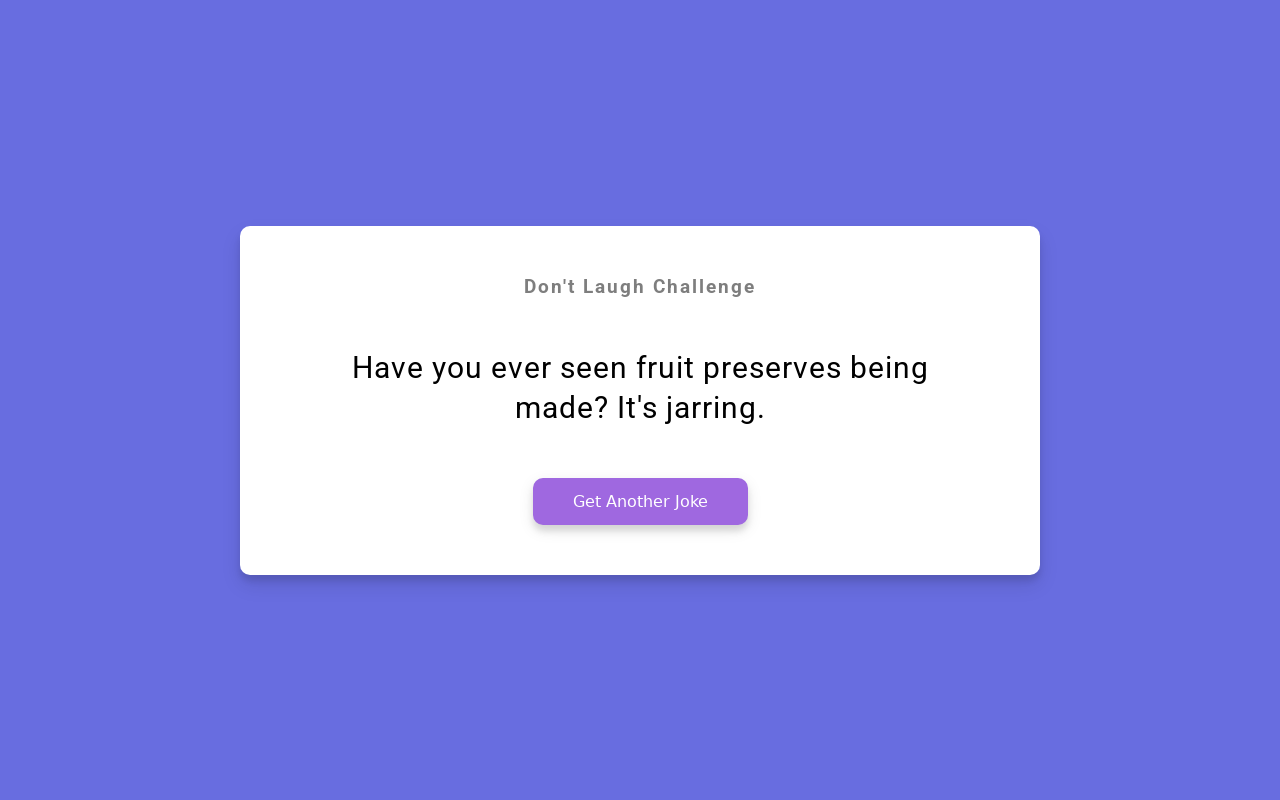 Don't Laugh Challenge
Have you ever seen fruit preserves being
made? It's jarring.
Get Another Joke